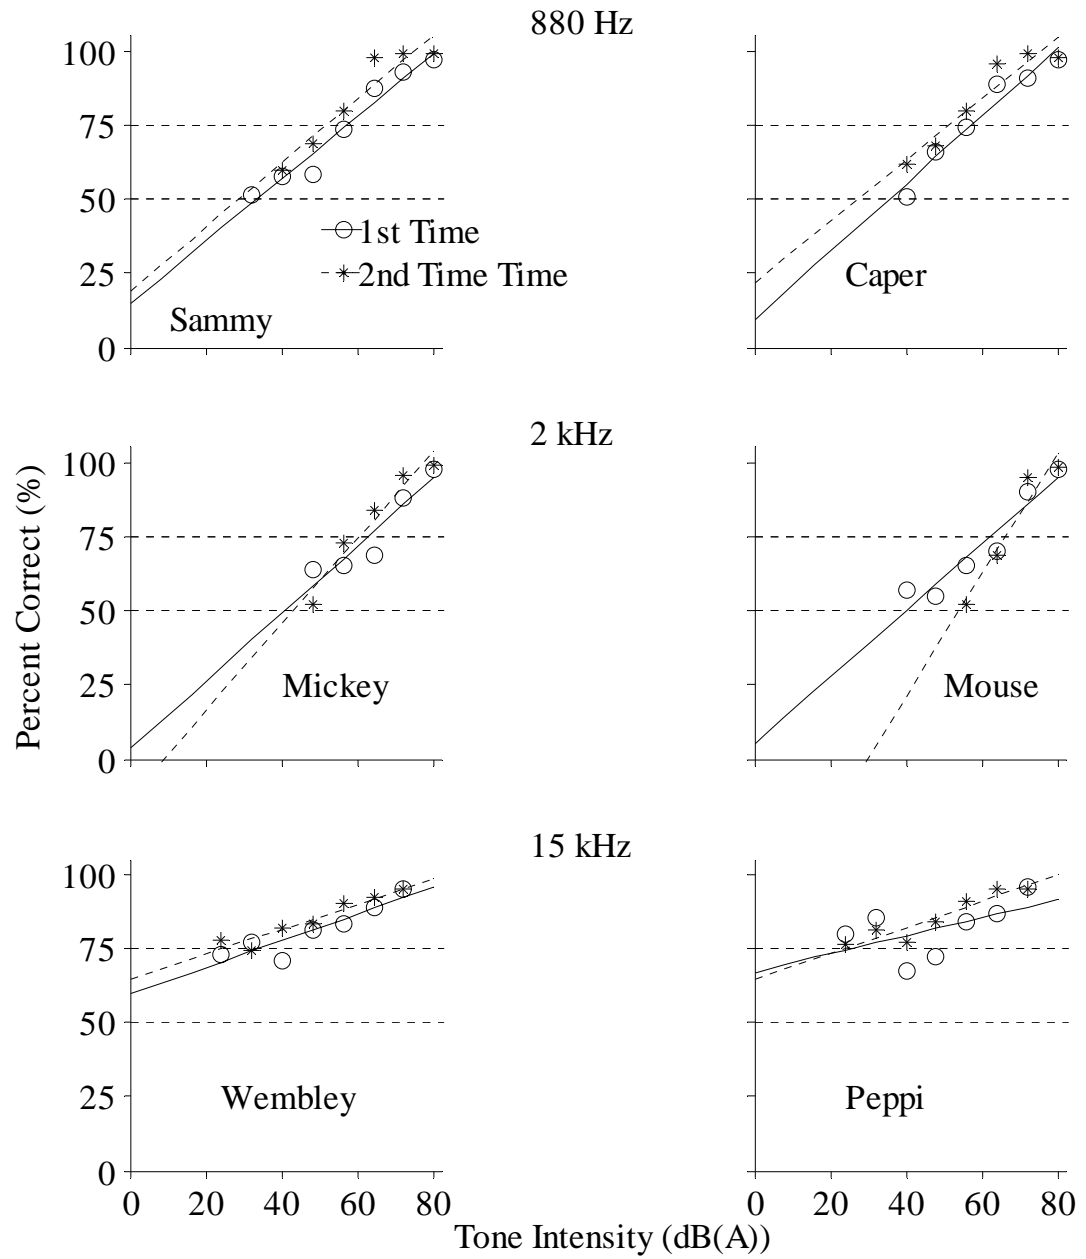 880 Hz
100
75
50
25
0
1st Time
2nd Time Time
Sammy
Caper
2 kHz
100
75
50
25
0
Mickey
Mouse
Percent Correct (%)
15 kHz
100
75
50
25
0
Wembley
Peppi
0 20 40 60 80 0 20 40 60 80
Tone Intensity (dB(A))